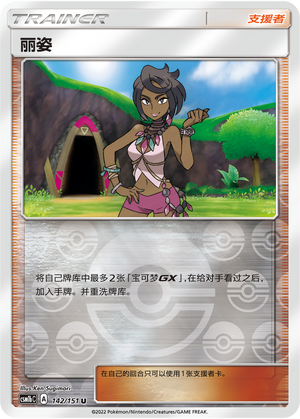 TRAINER
支援者
丽姿
将自己牌库中最多2张「宝可梦GX」,在给对手看过之后,
加入手牌。并重洗牌库。
Illus. Ken Sugimori
csm1bC A 142/151 U
在自己的回合只可以使用1张支援者卡。
©2022 Pokémon/Nintendo/Creatures/GAME FREAK.